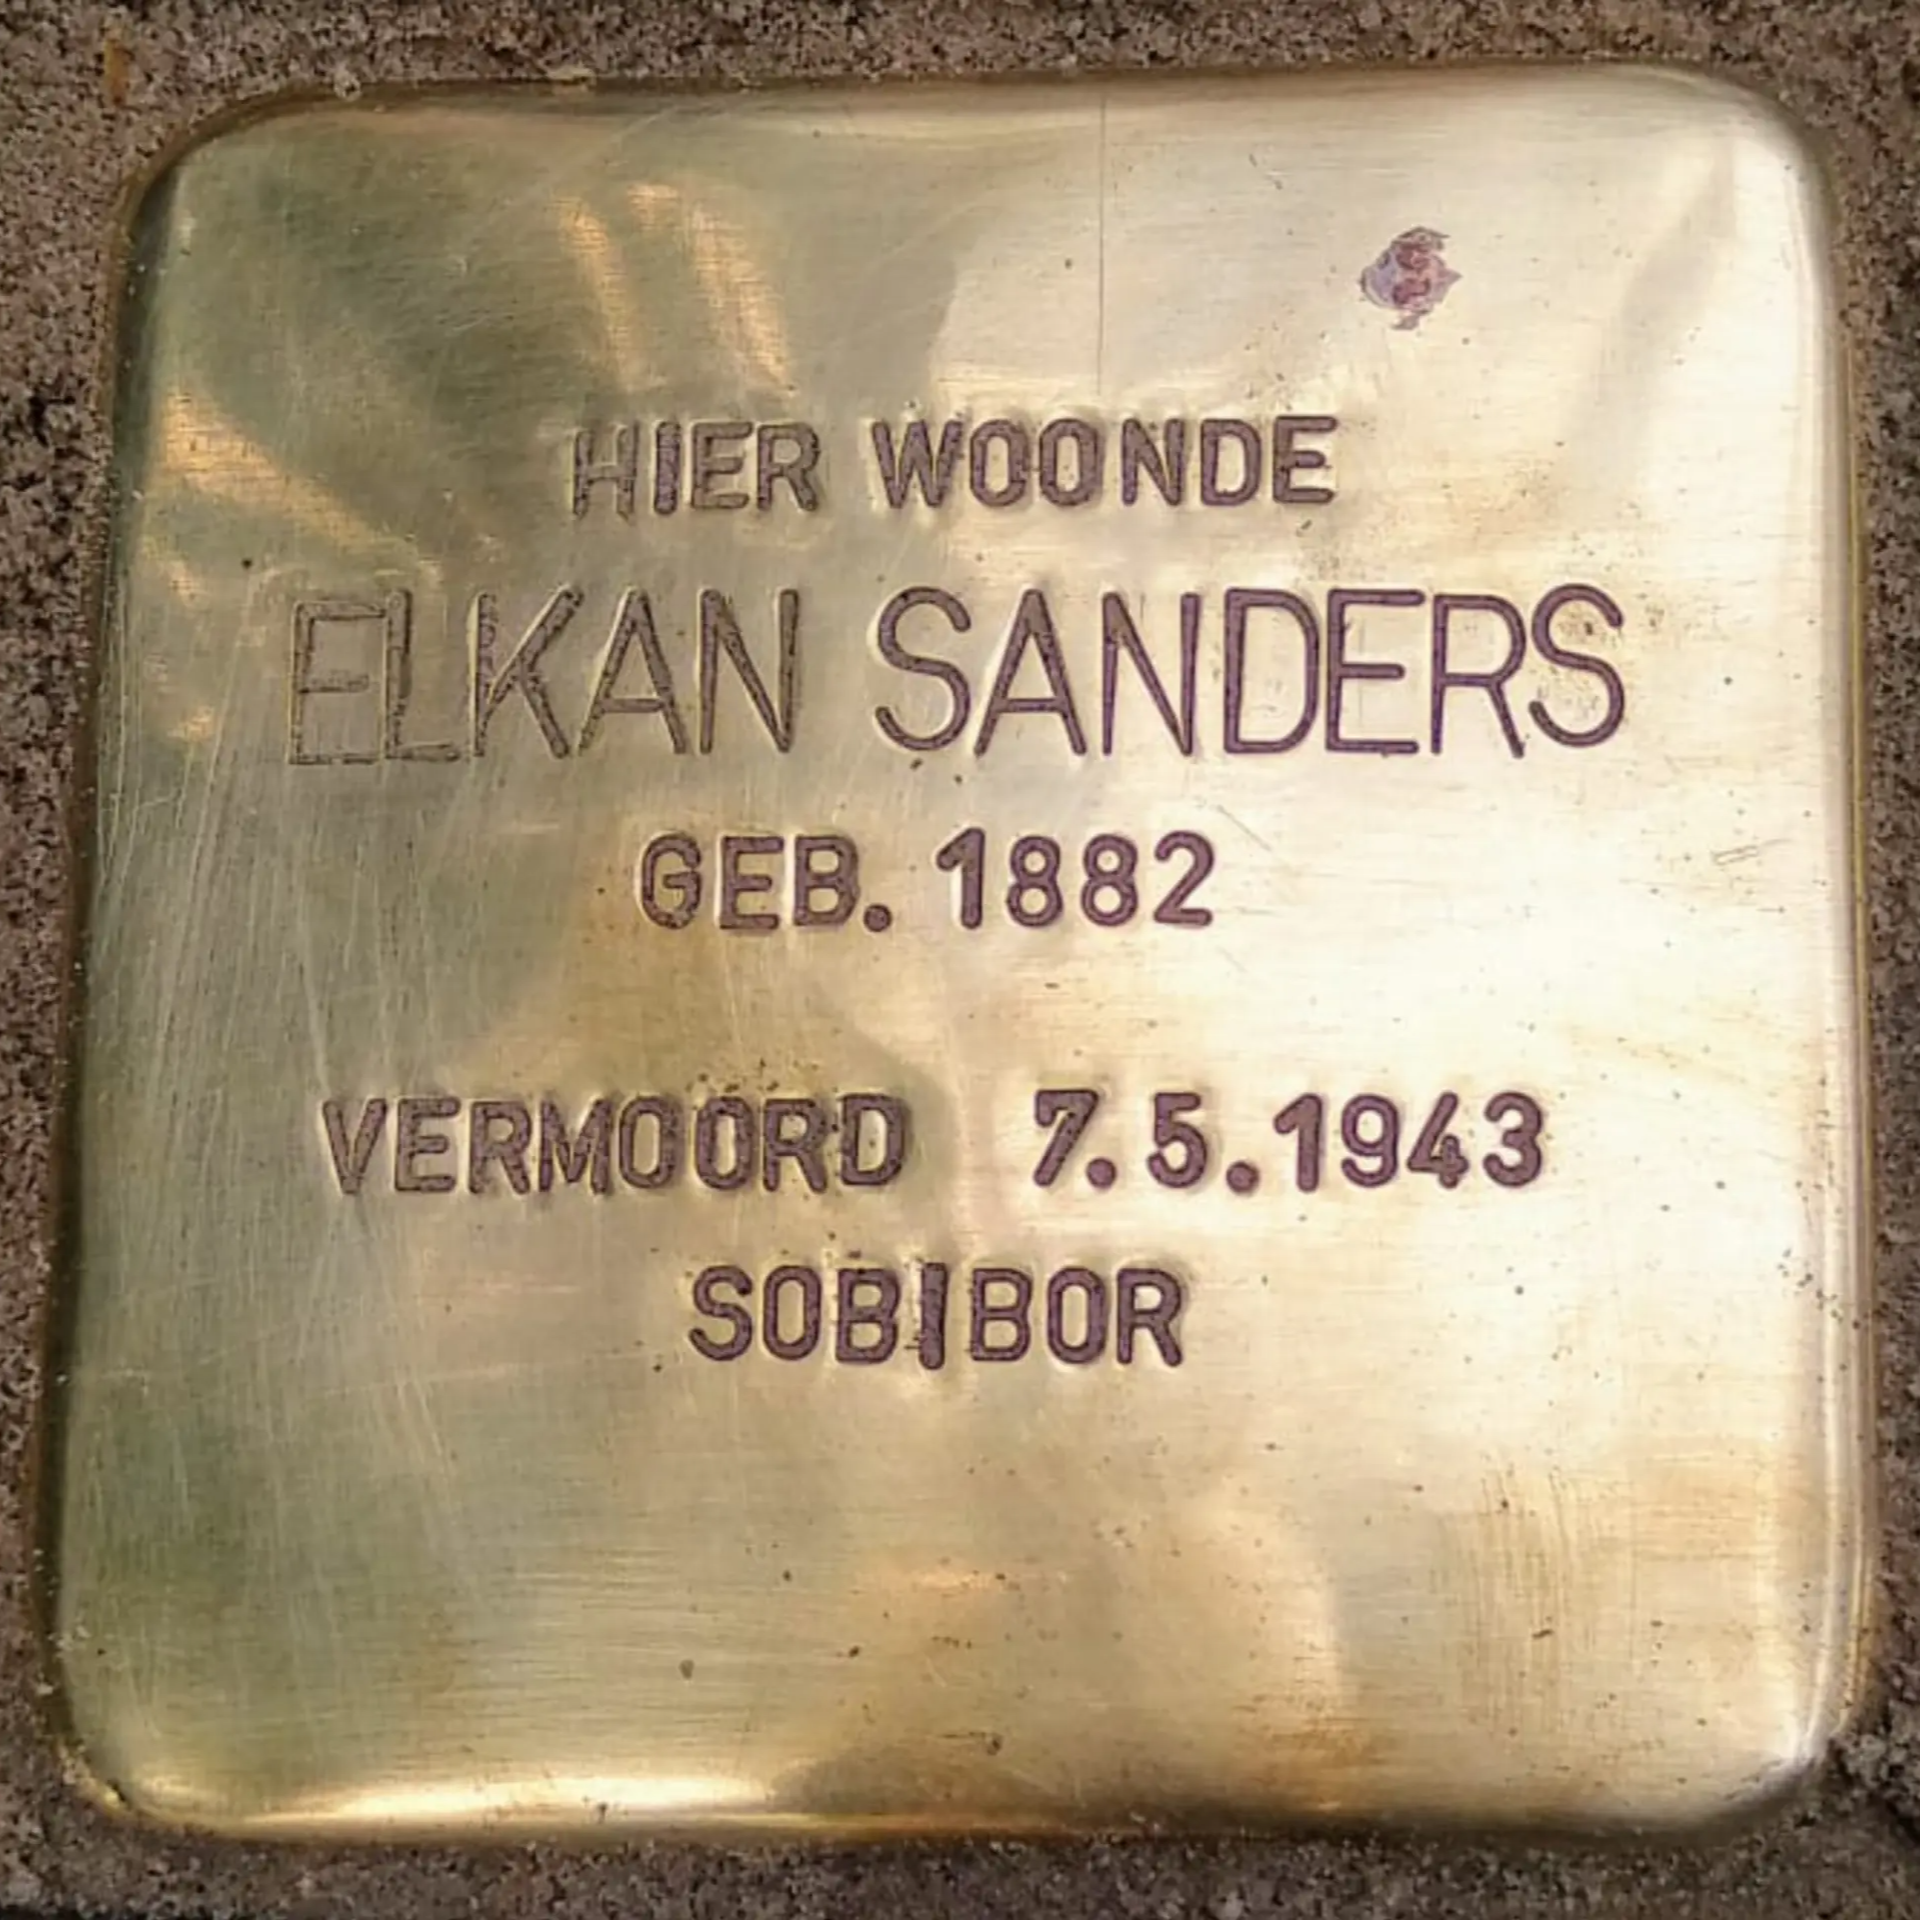 HIER WOONDE
ELKAN SANDERS
GEB. 1882
VERMOORD 7.5.1943
SOBIBOR